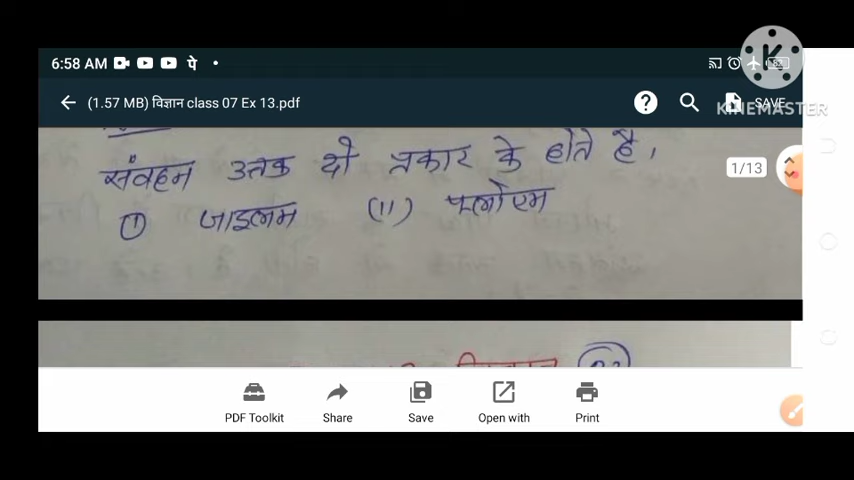 6:58 AM पे 87
K
(1.57 MB) विज्ञान class 07 Ex 13.pdf
? SAVE
KINEMASTER
संवहन उत्तक दो प्रकार के होते है,
1/13
(i) जाइलम (ii) फ्लोएम
PDF Toolkit Share Save Open with Print